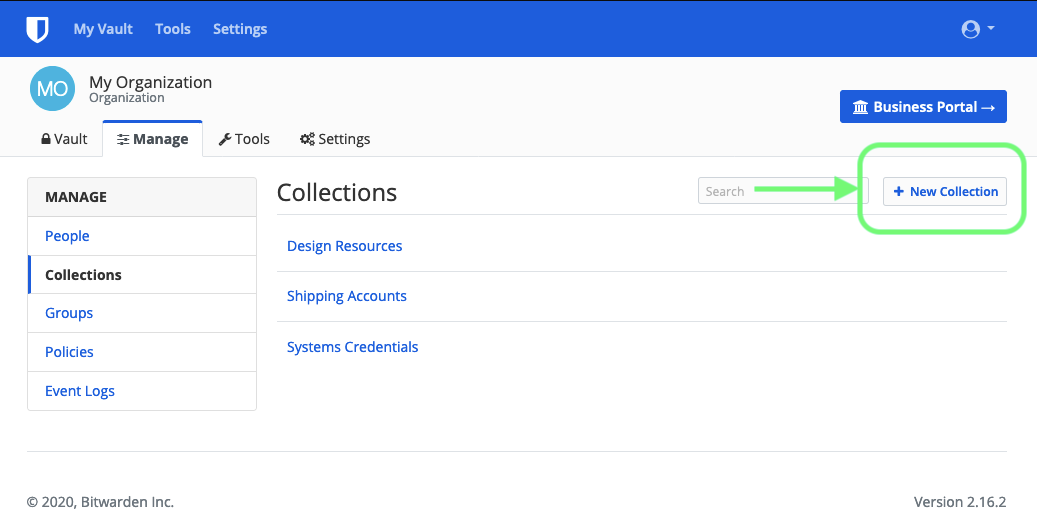 My Vault Tools Settings
MO
My Organization
Organization
Business Portal →
Vault Manage Tools Settings
MANAGE
People
Collections
Groups
Policies
Event Logs
Collections
Search
+ New Collection
Design Resources
Shipping Accounts
Systems Credentials
© 2020, Bitwarden Inc.
Version 2.16.2